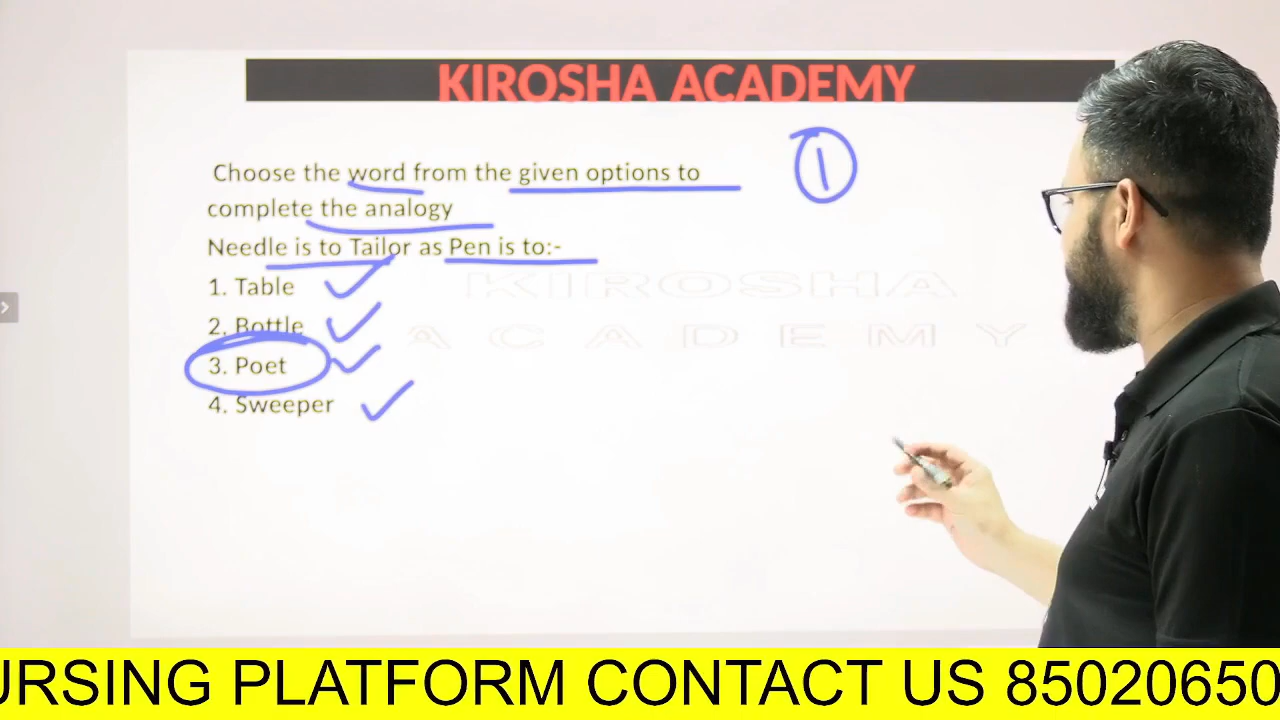 KIROSHA ACADEMY
Choose the word from the given options to
complete the analogy
Needle is to Tailor as Pen is to:-
1. Table
2. Bottle
3. Poet
4. Sweeper
1
KIROSHA
ACADEMY
URSING PLATFORM CONTACT US 85020650